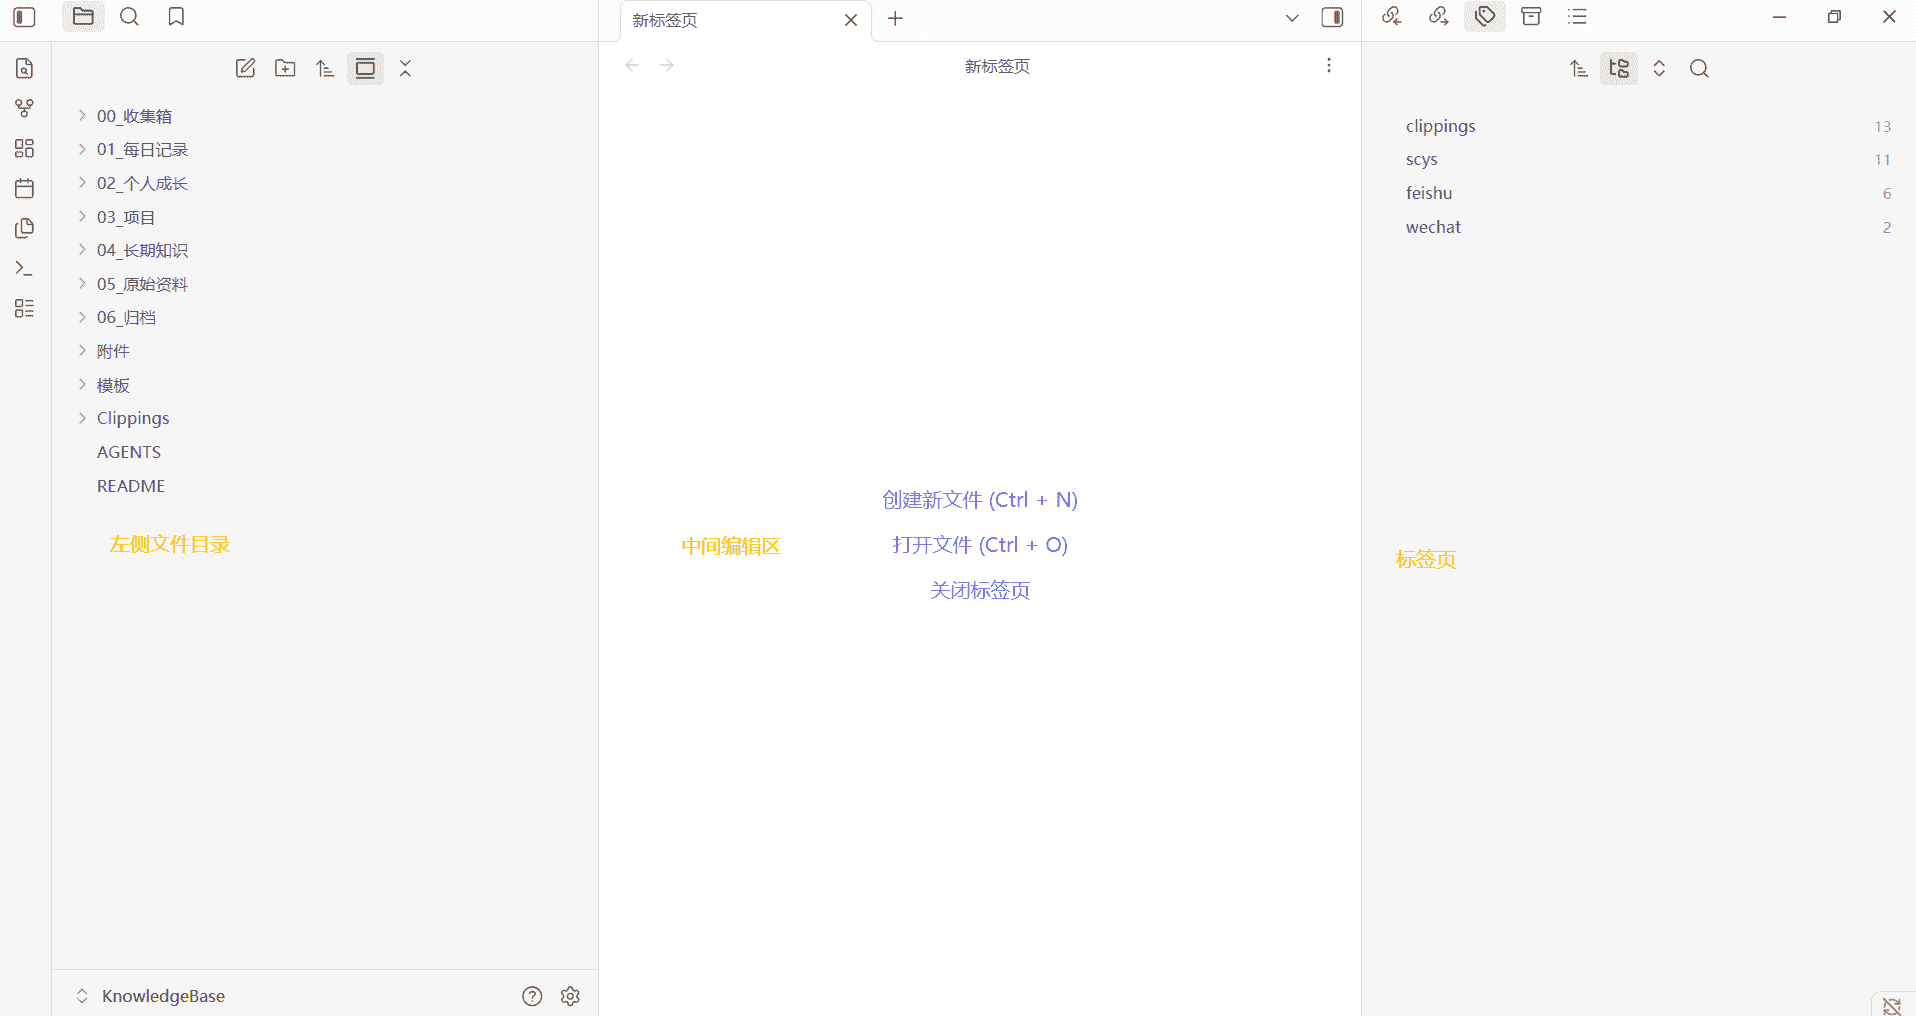 新标签页
新标签页
00_收集箱
01_每日记录
02_个人成长
03_项目
04_长期知识
05_原始资料
06_归档
附件
模板
Clippings
AGENTS
README
左侧文件目录
KnowledgeBase
创建新文件 (Ctrl + N)
中间编辑区
打开文件 (Ctrl + O)
关闭标签页
clippings 13
scys 11
feishu 6
wechat 2
标签页